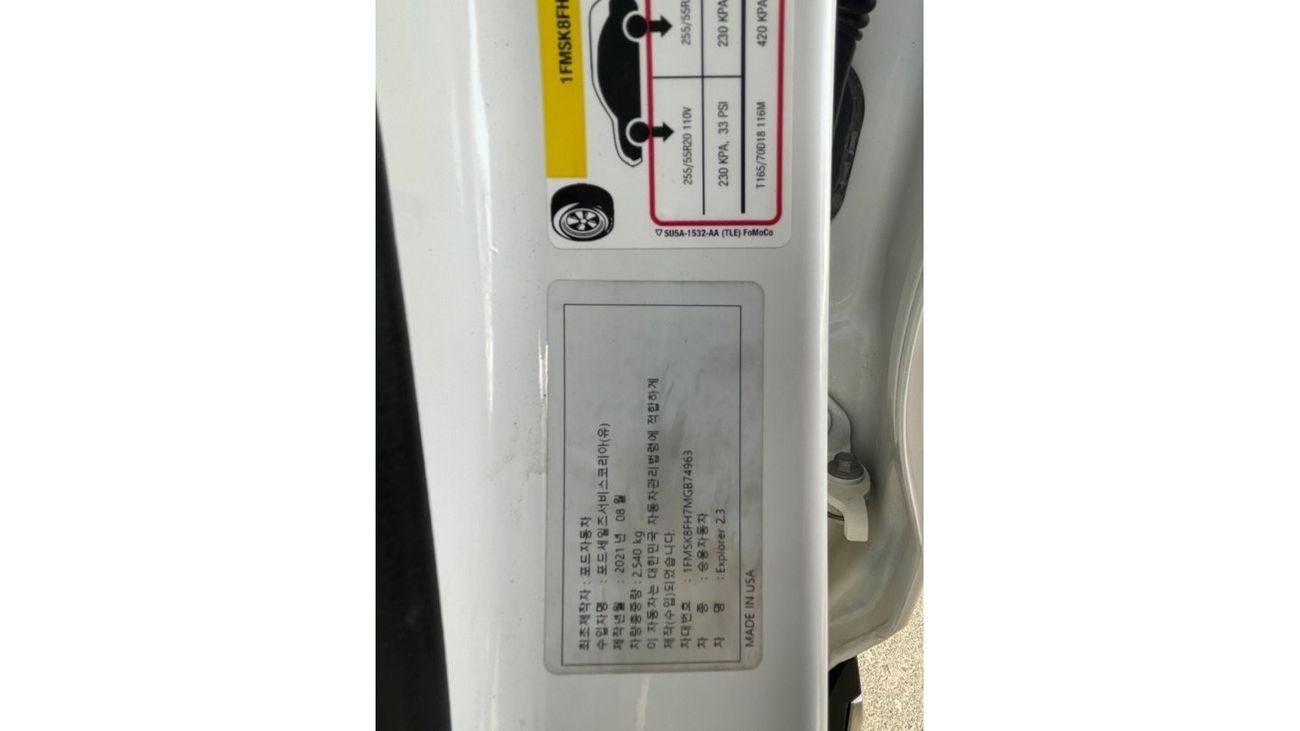 1FMSK8FH
255/55R20 110V 255/55R
230 KPA, 33 PSI 230 KPA
T165/70D18 116M 420 KPA
5U5A-1532-AA (TLE) FoMoCo
최초제작자 : 포드자동차
수입자명 : 포드세일즈서비스코리아(유)
제작년월 : 2021 년 08 월
차량총중량 : 2.540 kg
이 자동차는 대한민국 자동차관리법령에 적합하게
제작(수입)되었습니다.
차대번호 : 1FMSK8FH7MGB74963
차 종 : 승용자동차
차 명 : Explorer 2.3
MADE IN USA